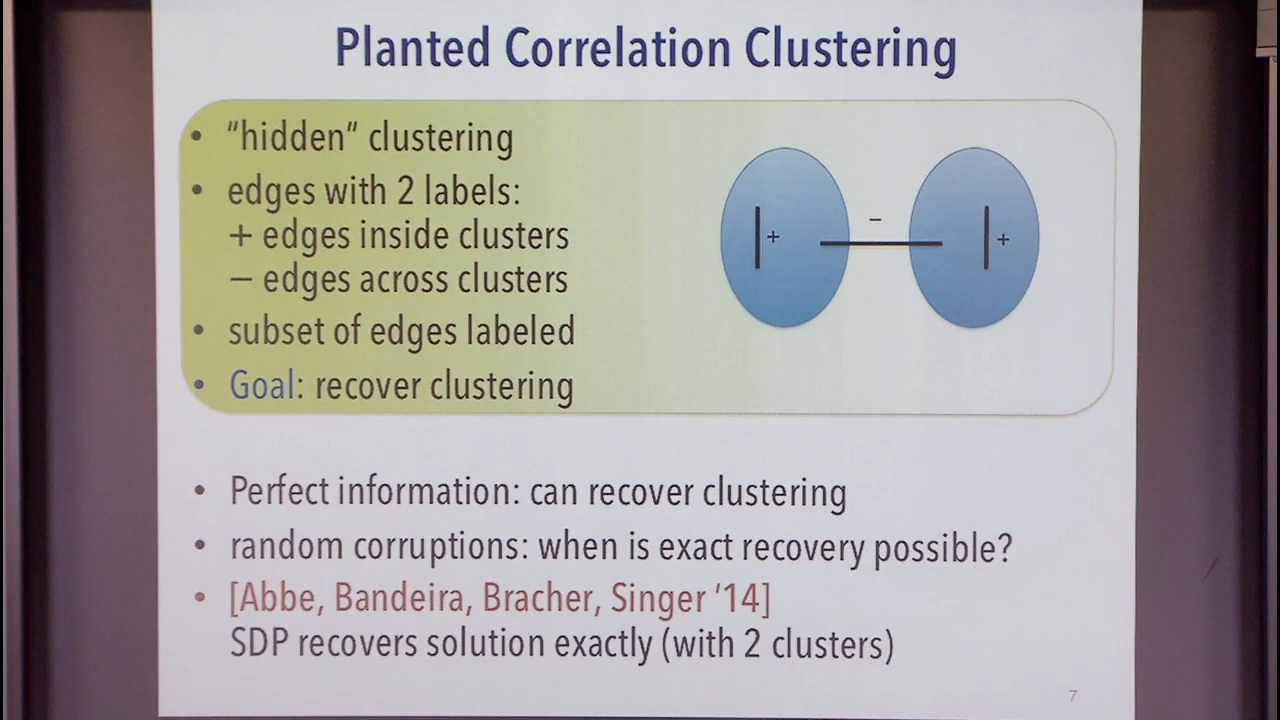 Planted Correlation Clustering
• “hidden” clustering
• edges with 2 labels:
+ edges inside clusters
− edges across clusters
• subset of edges labeled
• Goal: recover clustering
+
−
+
• Perfect information: can recover clustering
• random corruptions: when is exact recovery possible?
• [Abbe, Bandeira, Bracher, Singer ‘14]
SDP recovers solution exactly (with 2 clusters)
7